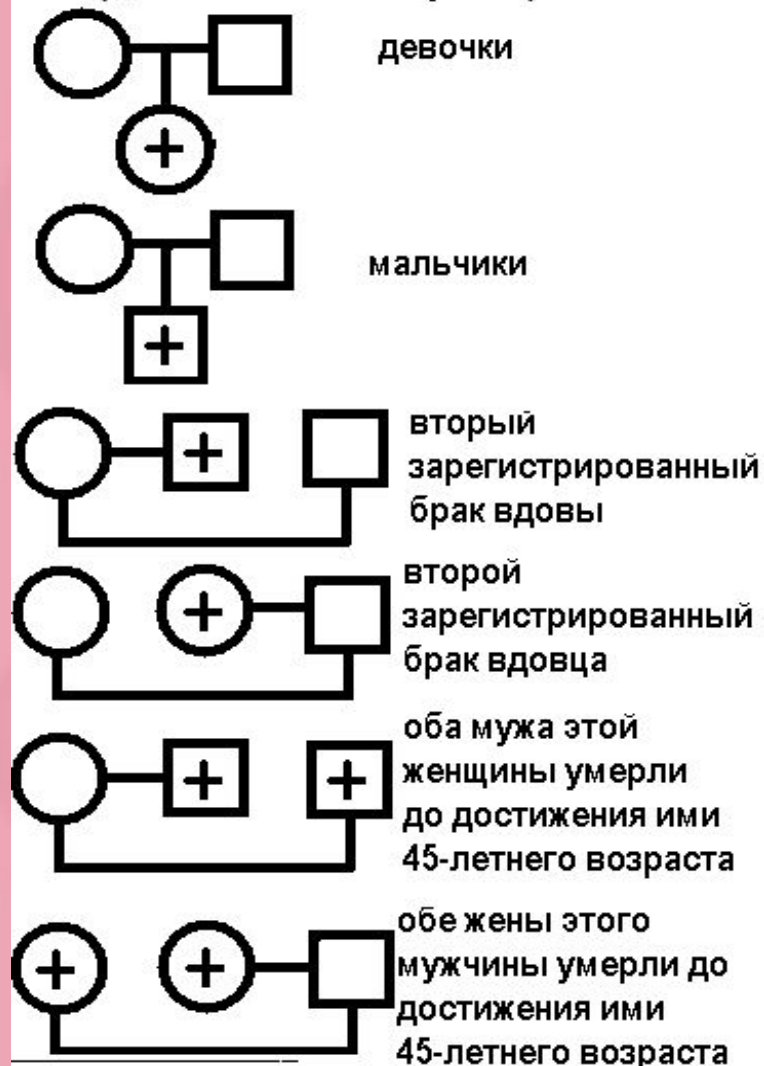 девочки
мальчики
вторый
зарегистрированный
брак вдовы
второй
зарегистрированный
брак вдовца
оба мужа этой
женщины умерли
до достижения ими
45-летнего возраста
обе жены этого
мужчины умерли до
достижения ими
45-летнего возраста